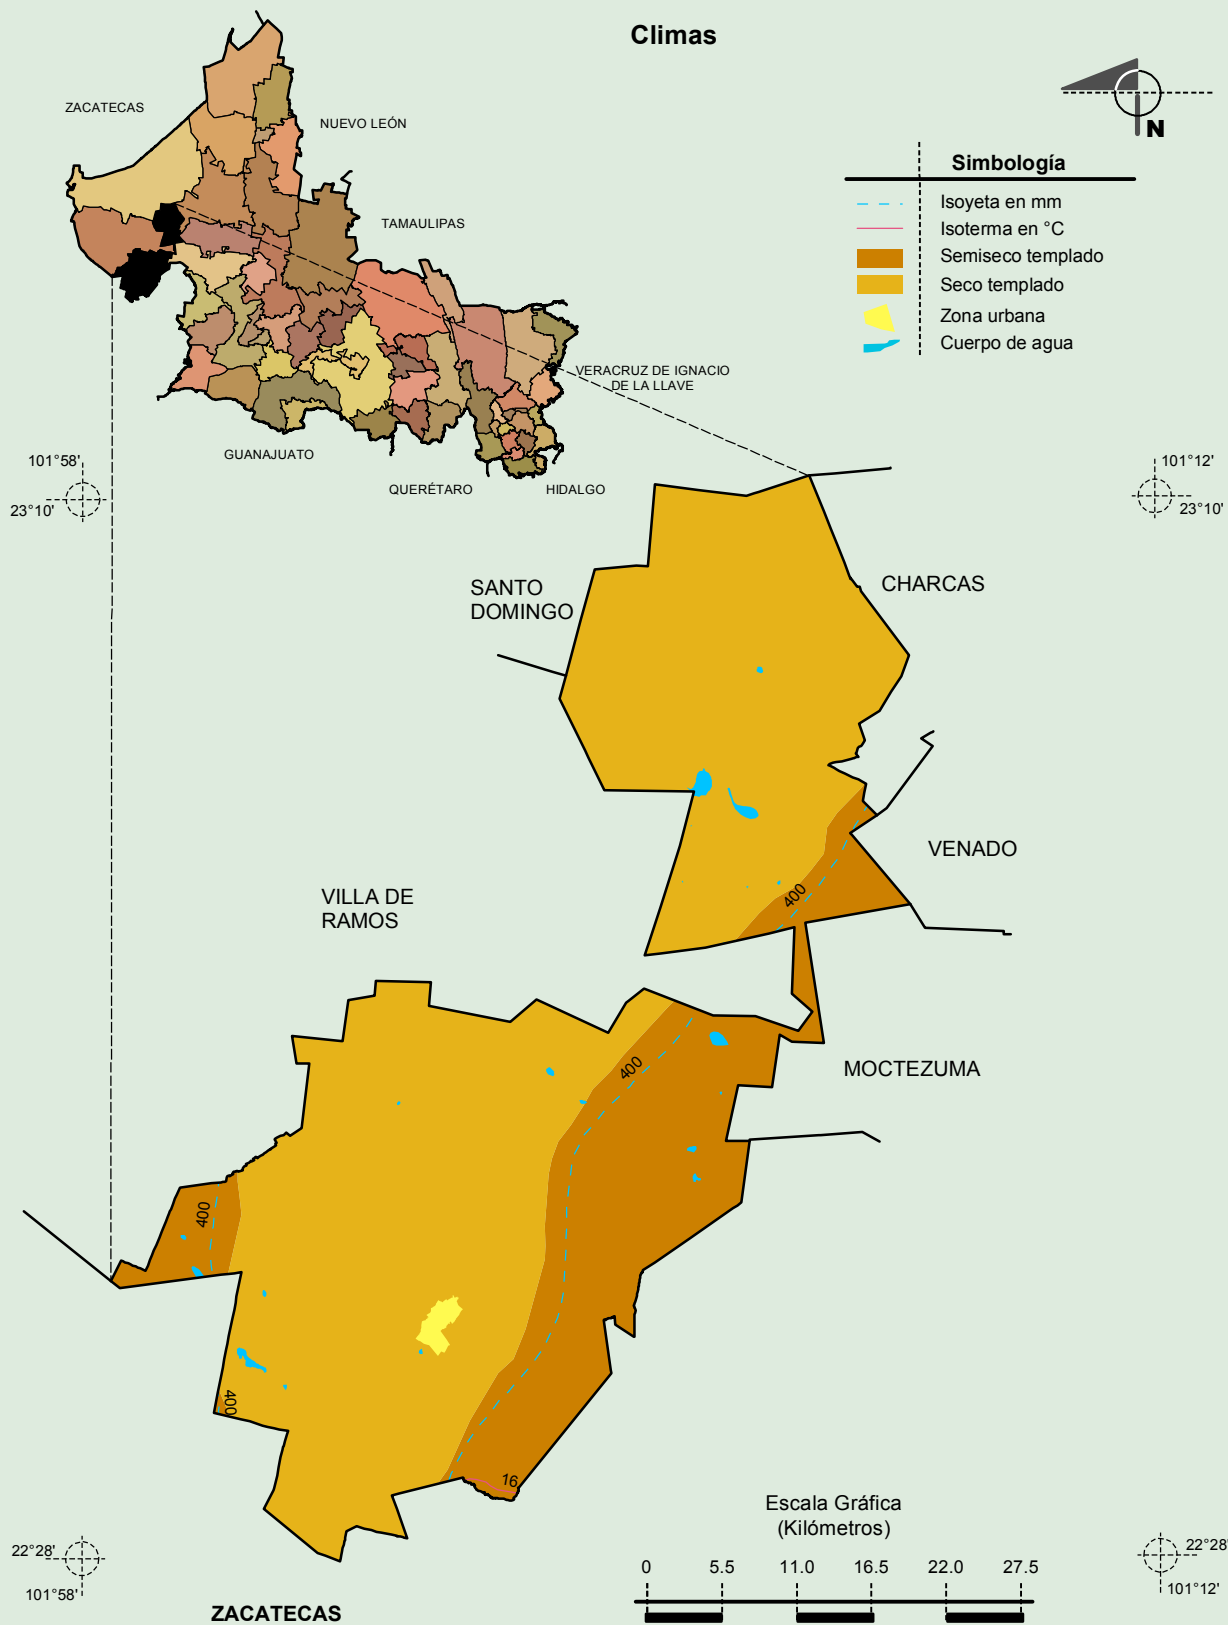 Climas
ZACATECAS
NUEVO LEÓN
TAMAULIPAS
VERACRUZ DE IGNACIO
DE LA LLAVE
GUANAJUATO
QUERÉTARO
HIDALGO
N
Simbología
Isoyeta en mm
Isoterma en °C
Semiseco templado
Seco templado
Zona urbana
Cuerpo de agua
101°58'
23°10'
101°12'
23°10'
SANTO
DOMINGO
CHARCAS
VENADO
VILLA DE
RAMOS
400
MOCTEZUMA
400
400
400
16
Escala Gráfica
(Kilómetros)
0 5.5 11.0 16.5 22.0 27.5
22°28'
101°58'
22°28'
101°12'
ZACATECAS